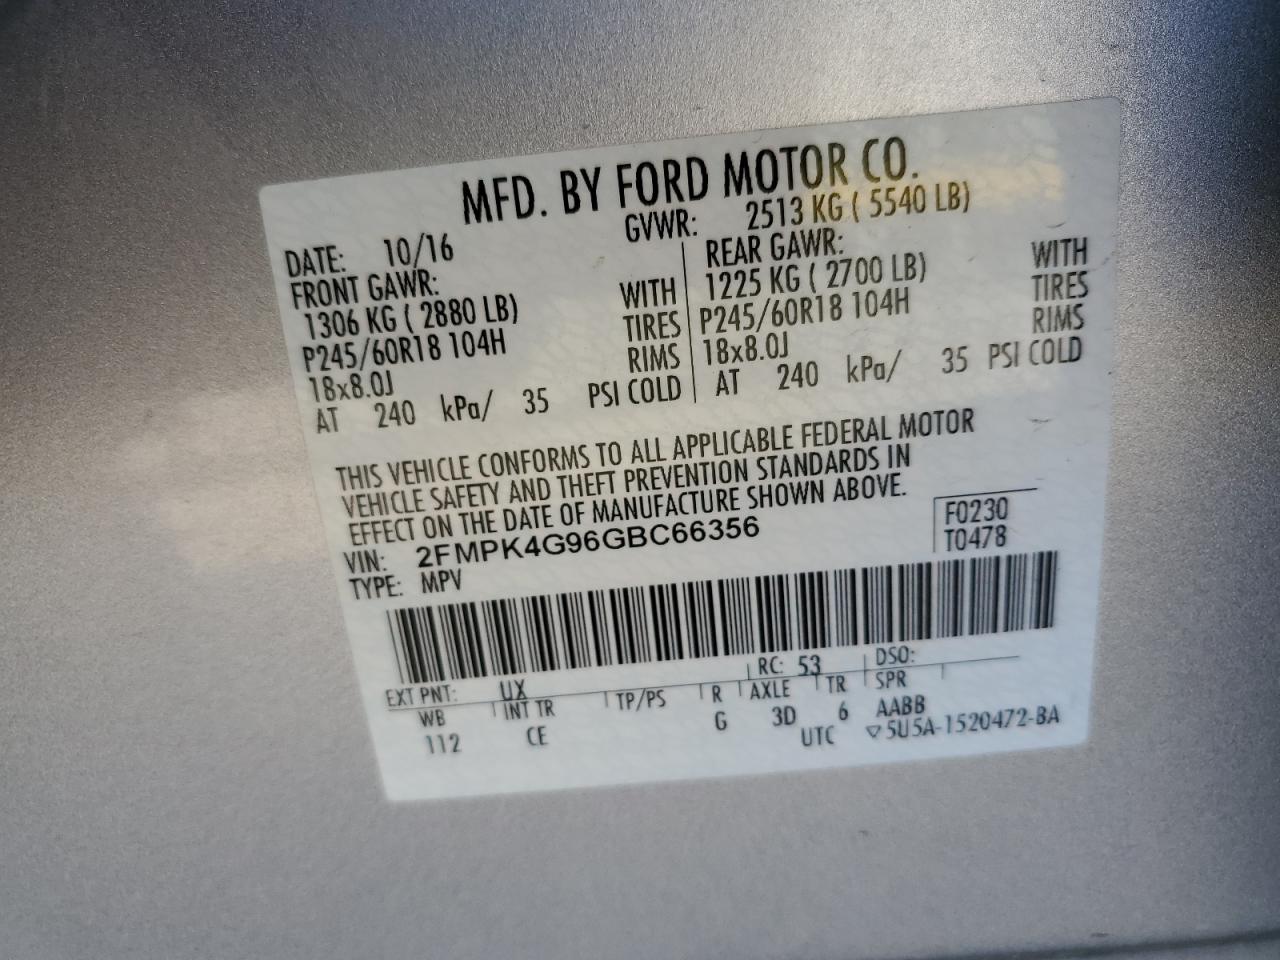 MFD. BY FORD MOTOR CO.
DATE: 10/16 GVWR: 2513 KG ( 5540 LB)
FRONT GAWR: REAR GAWR:
1306 KG ( 2880 LB) WITH 1225 KG ( 2700 LB) WITH
P245/60R18 104H TIRES P245/60R18 104H TIRES
18x8.0J RIMS 18x8.0J RIMS
AT 240 kPa/ 35 PSI COLD AT 240 kPa/ 35 PSI COLD
THIS VEHICLE CONFORMS TO ALL APPLICABLE FEDERAL MOTOR
VEHICLE SAFETY AND THEFT PREVENTION STANDARDS IN
EFFECT ON THE DATE OF MANUFACTURE SHOWN ABOVE.
VIN: 2FMPK4G96GBC66356 F0230
TYPE: MPV T0478
EXT PNT: UX RC: 53 DSO:
WB INT TR TP/PS R AXLE TR SPR
112 CE G 3D 6 AABB
UTC ▽5U5A-1520472-BA